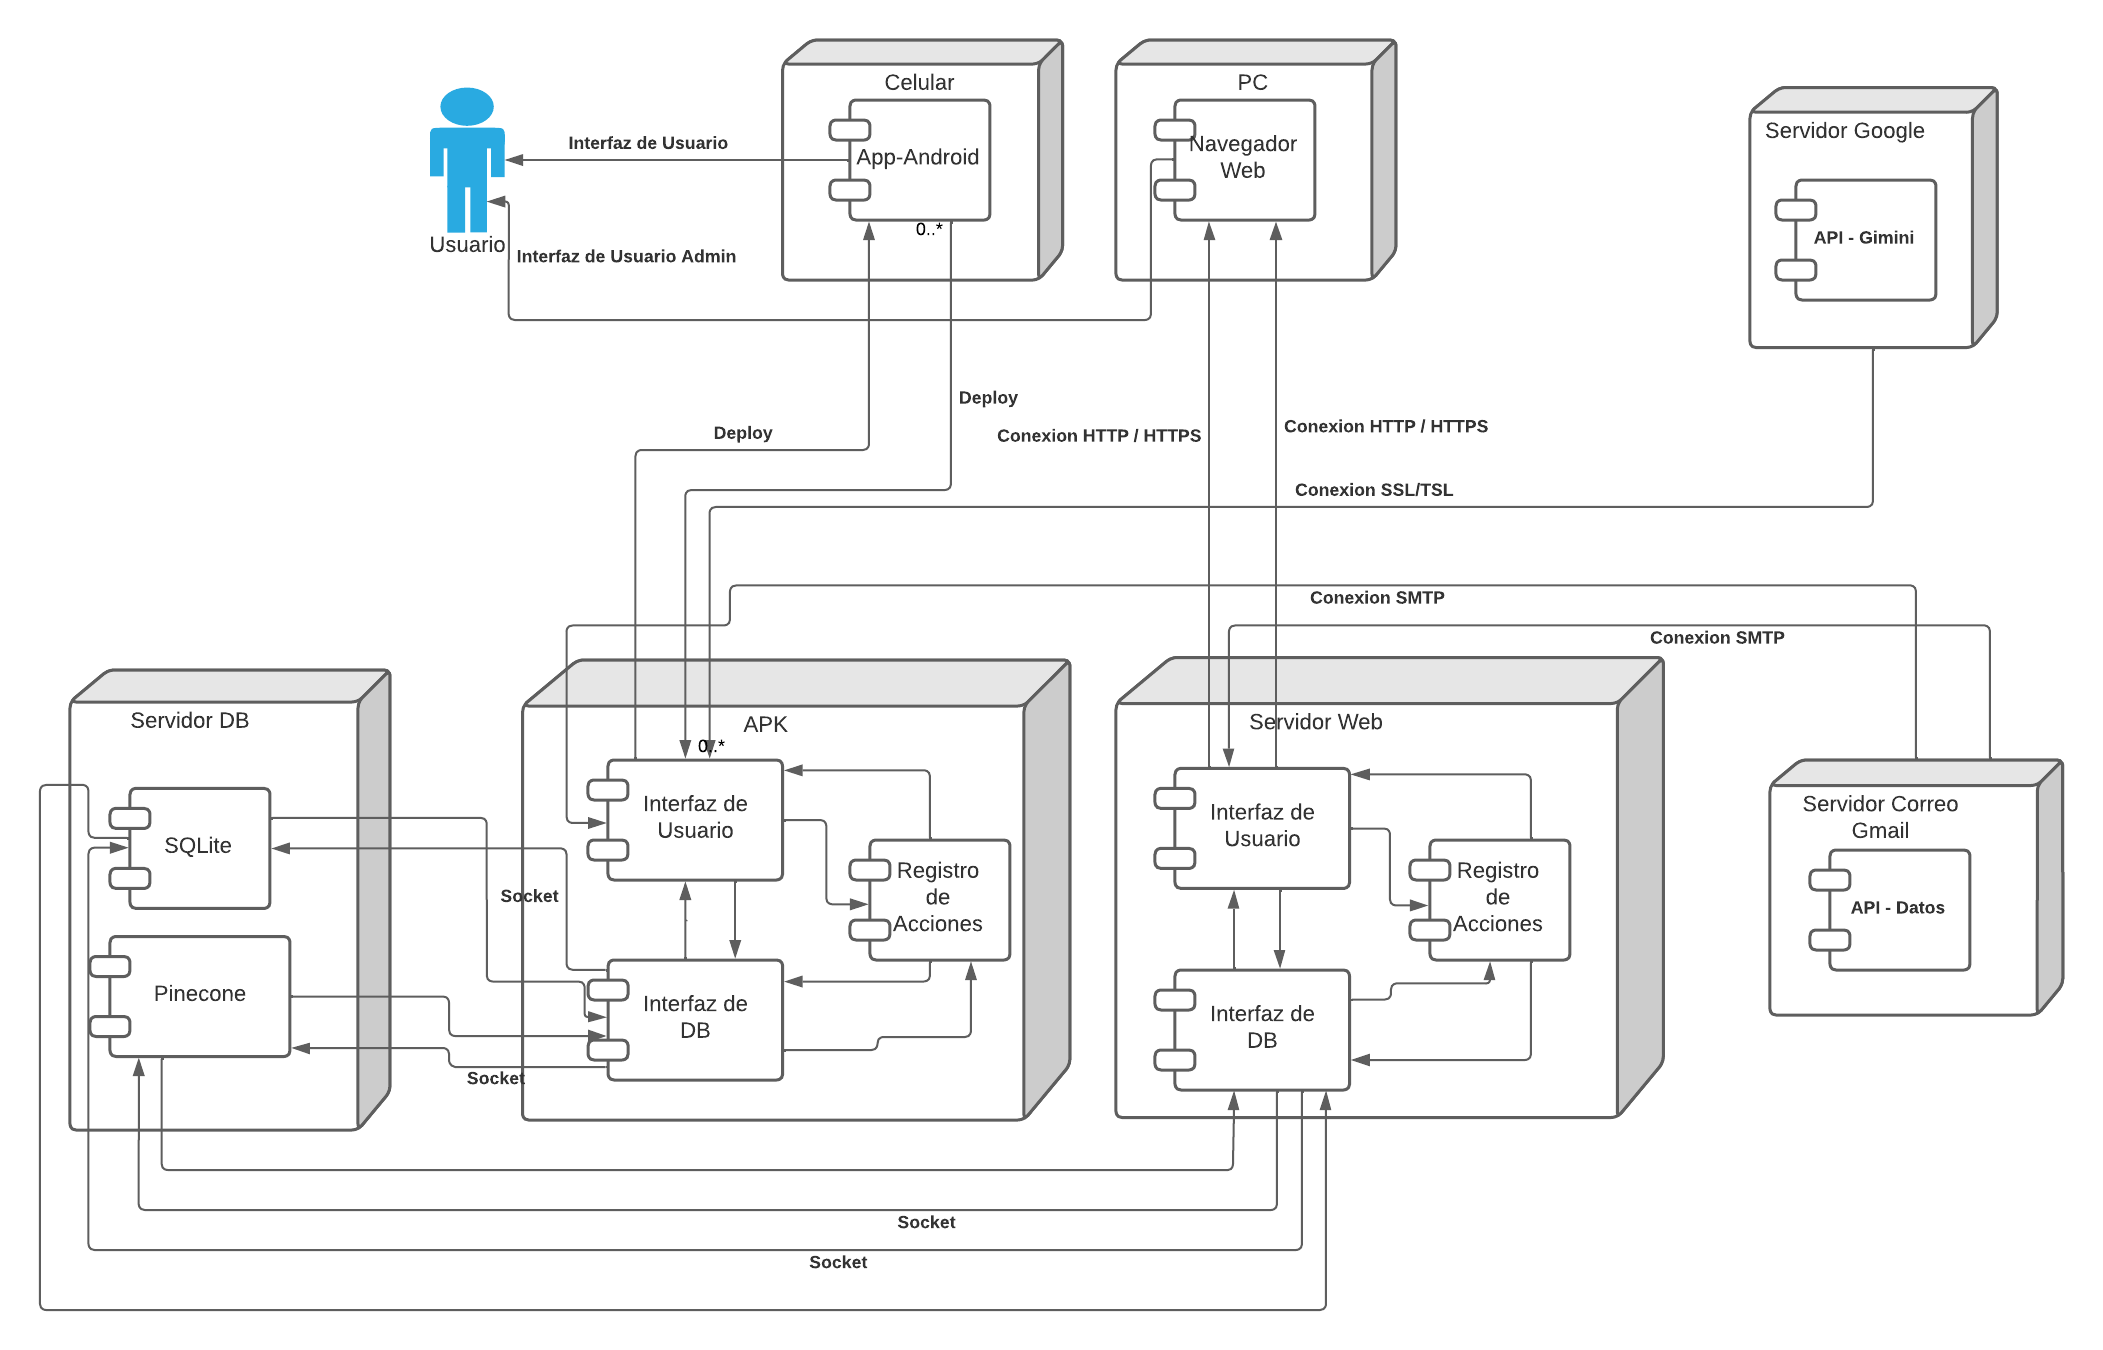 Celular
PC
Servidor Google
Interfaz de Usuario
App-Android
Navegador
Web
API - Gimini
0..*
Usuario
Interfaz de Usuario Admin
Deploy
Deploy
Conexion HTTP / HTTPS
Conexion HTTP / HTTPS
Conexion SSL/TSL
Conexion SMTP
Conexion SMTP
Servidor DB
APK
Servidor Web
0..*
Servidor Correo
Gmail
SQLite
Interfaz de
Usuario
Interfaz de
Usuario
Registro
de
Acciones
Registro
de
Acciones
API - Datos
Socket
Pinecone
Interfaz de
DB
Interfaz de
DB
Socket
Socket
Socket